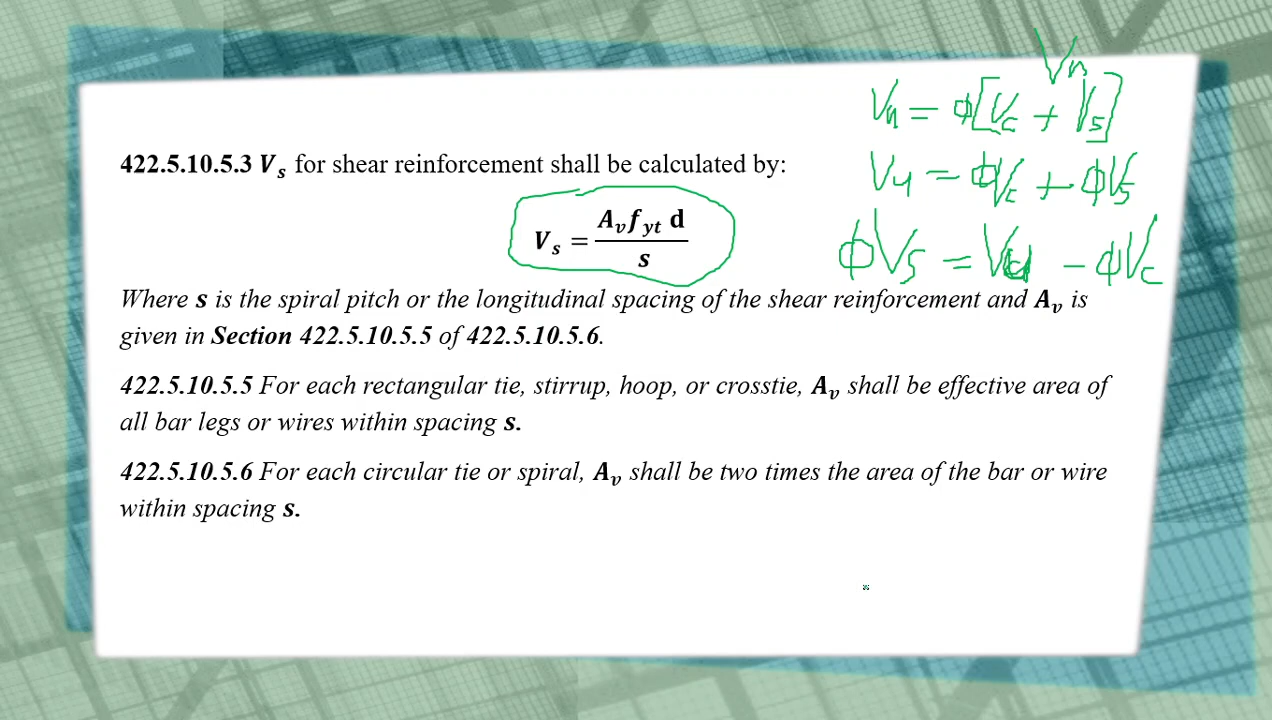 Vn
Vu = ϕ[Vc + Vs]
422.5.10.5.3 Vs for shear reinforcement shall be calculated by:
Vu = ϕVc + ϕVs
Vs = Av fyt d / s
ϕVs = Vu - ϕVc
Where s is the spiral pitch or the longitudinal spacing of the shear reinforcement and Av is
given in Section 422.5.10.5.5 of 422.5.10.5.6.
422.5.10.5.5 For each rectangular tie, stirrup, hoop, or crosstie, Av shall be effective area of
all bar legs or wires within spacing s.
422.5.10.5.6 For each circular tie or spiral, Av shall be two times the area of the bar or wire
within spacing s.